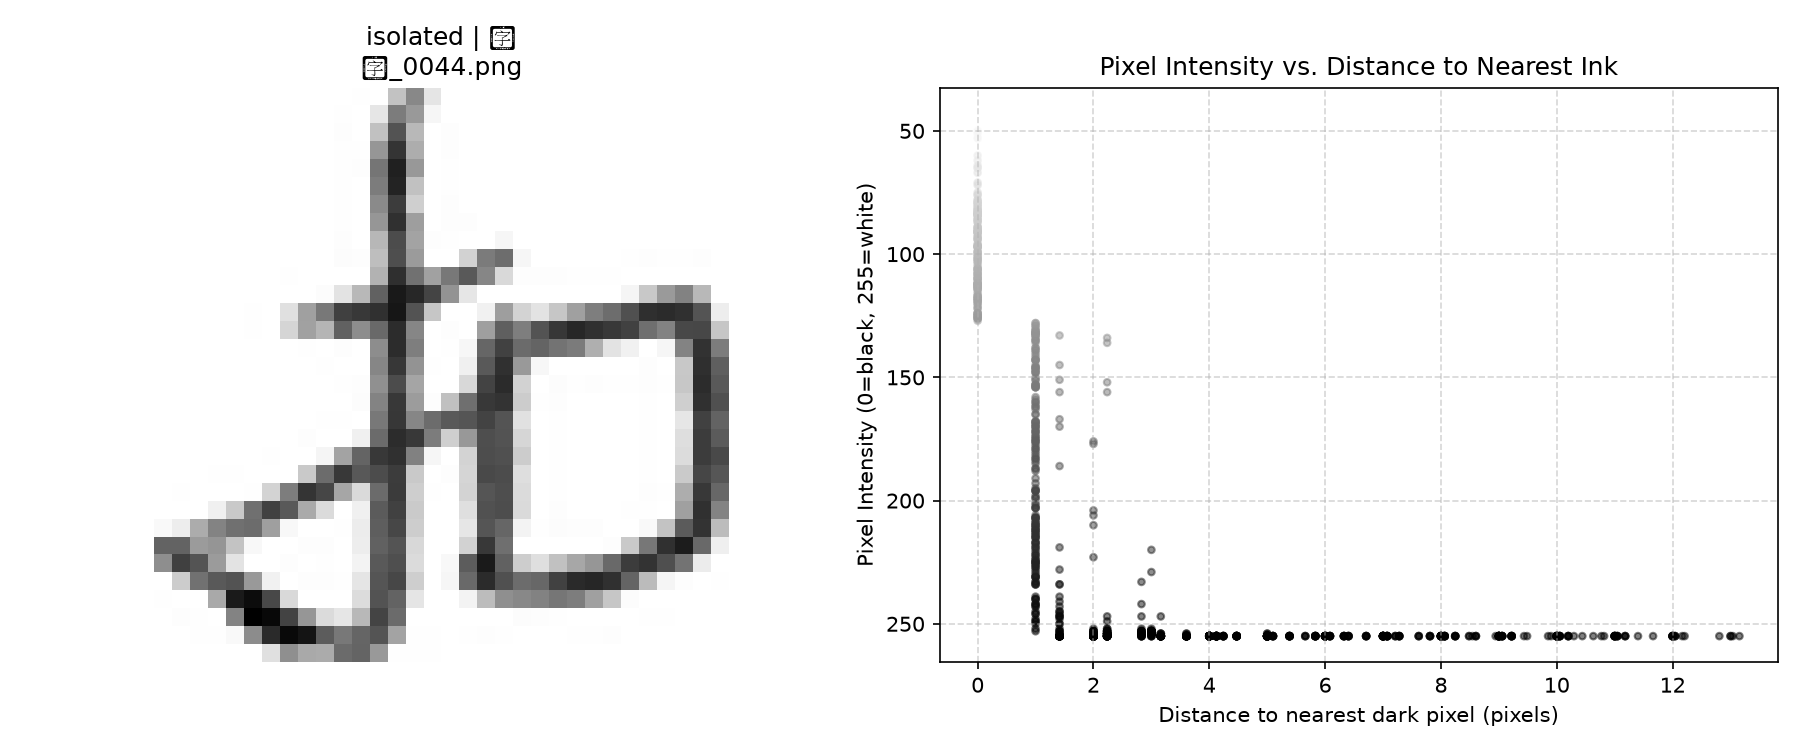 isolated |
_0044.png
扣
Pixel Intensity vs. Distance to Nearest Ink
Pixel Intensity (0=black, 255=white)
50
100
150
200
250
0 2 4 6 8 10 12
Distance to nearest dark pixel (pixels)